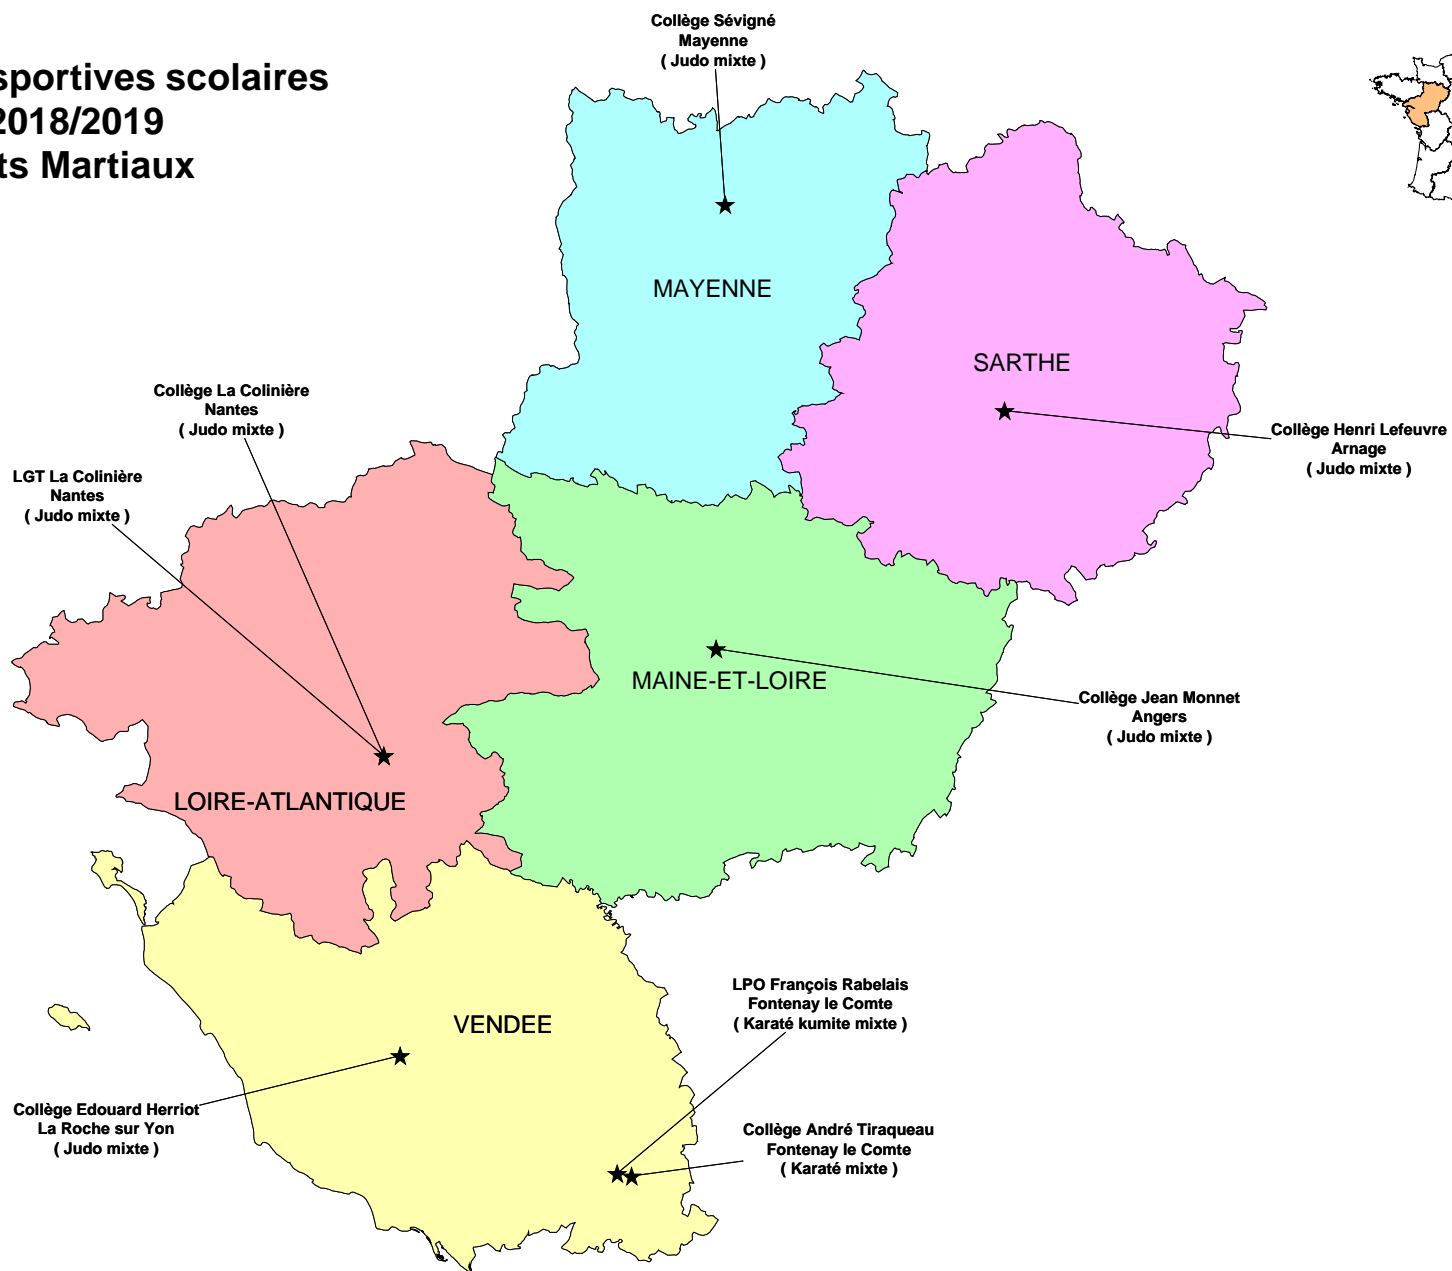 sportives scolaires
2018/2019
ts Martiaux
Collège Sévigné
Mayenne
( Judo mixte )
MAYENNE
SARTHE
Collège La Colinière
Nantes
( Judo mixte )
Collège Henri Lefeuvre
Arnage
( Judo mixte )
LGT La Colinière
Nantes
( Judo mixte )
MAINE-ET-LOIRE
Collège Jean Monnet
Angers
( Judo mixte )
LOIRE-ATLANTIQUE
LPO François Rabelais
Fontenay le Comte
( Karaté kumite mixte )
VENDEE
Collège Edouard Herriot
La Roche sur Yon
( Judo mixte )
Collège André Tiraqueau
Fontenay le Comte
( Karaté mixte )